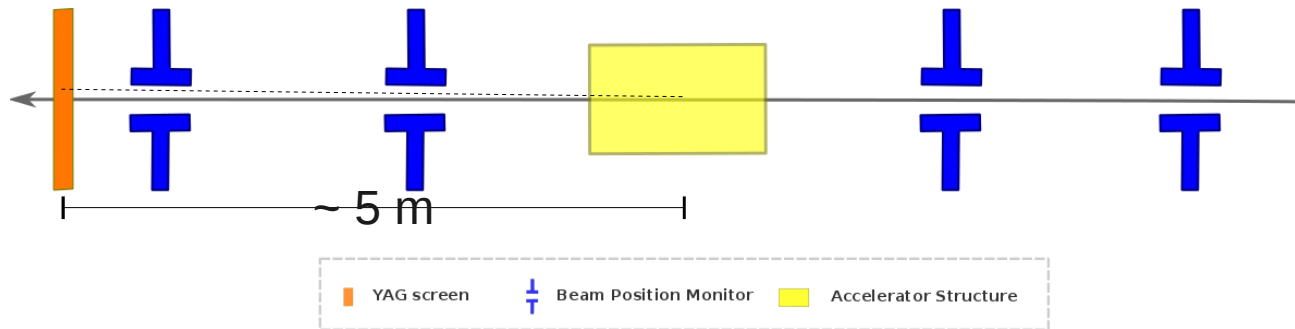 ~ 5 m
YAG screen
Beam Position Monitor
Accelerator Structure